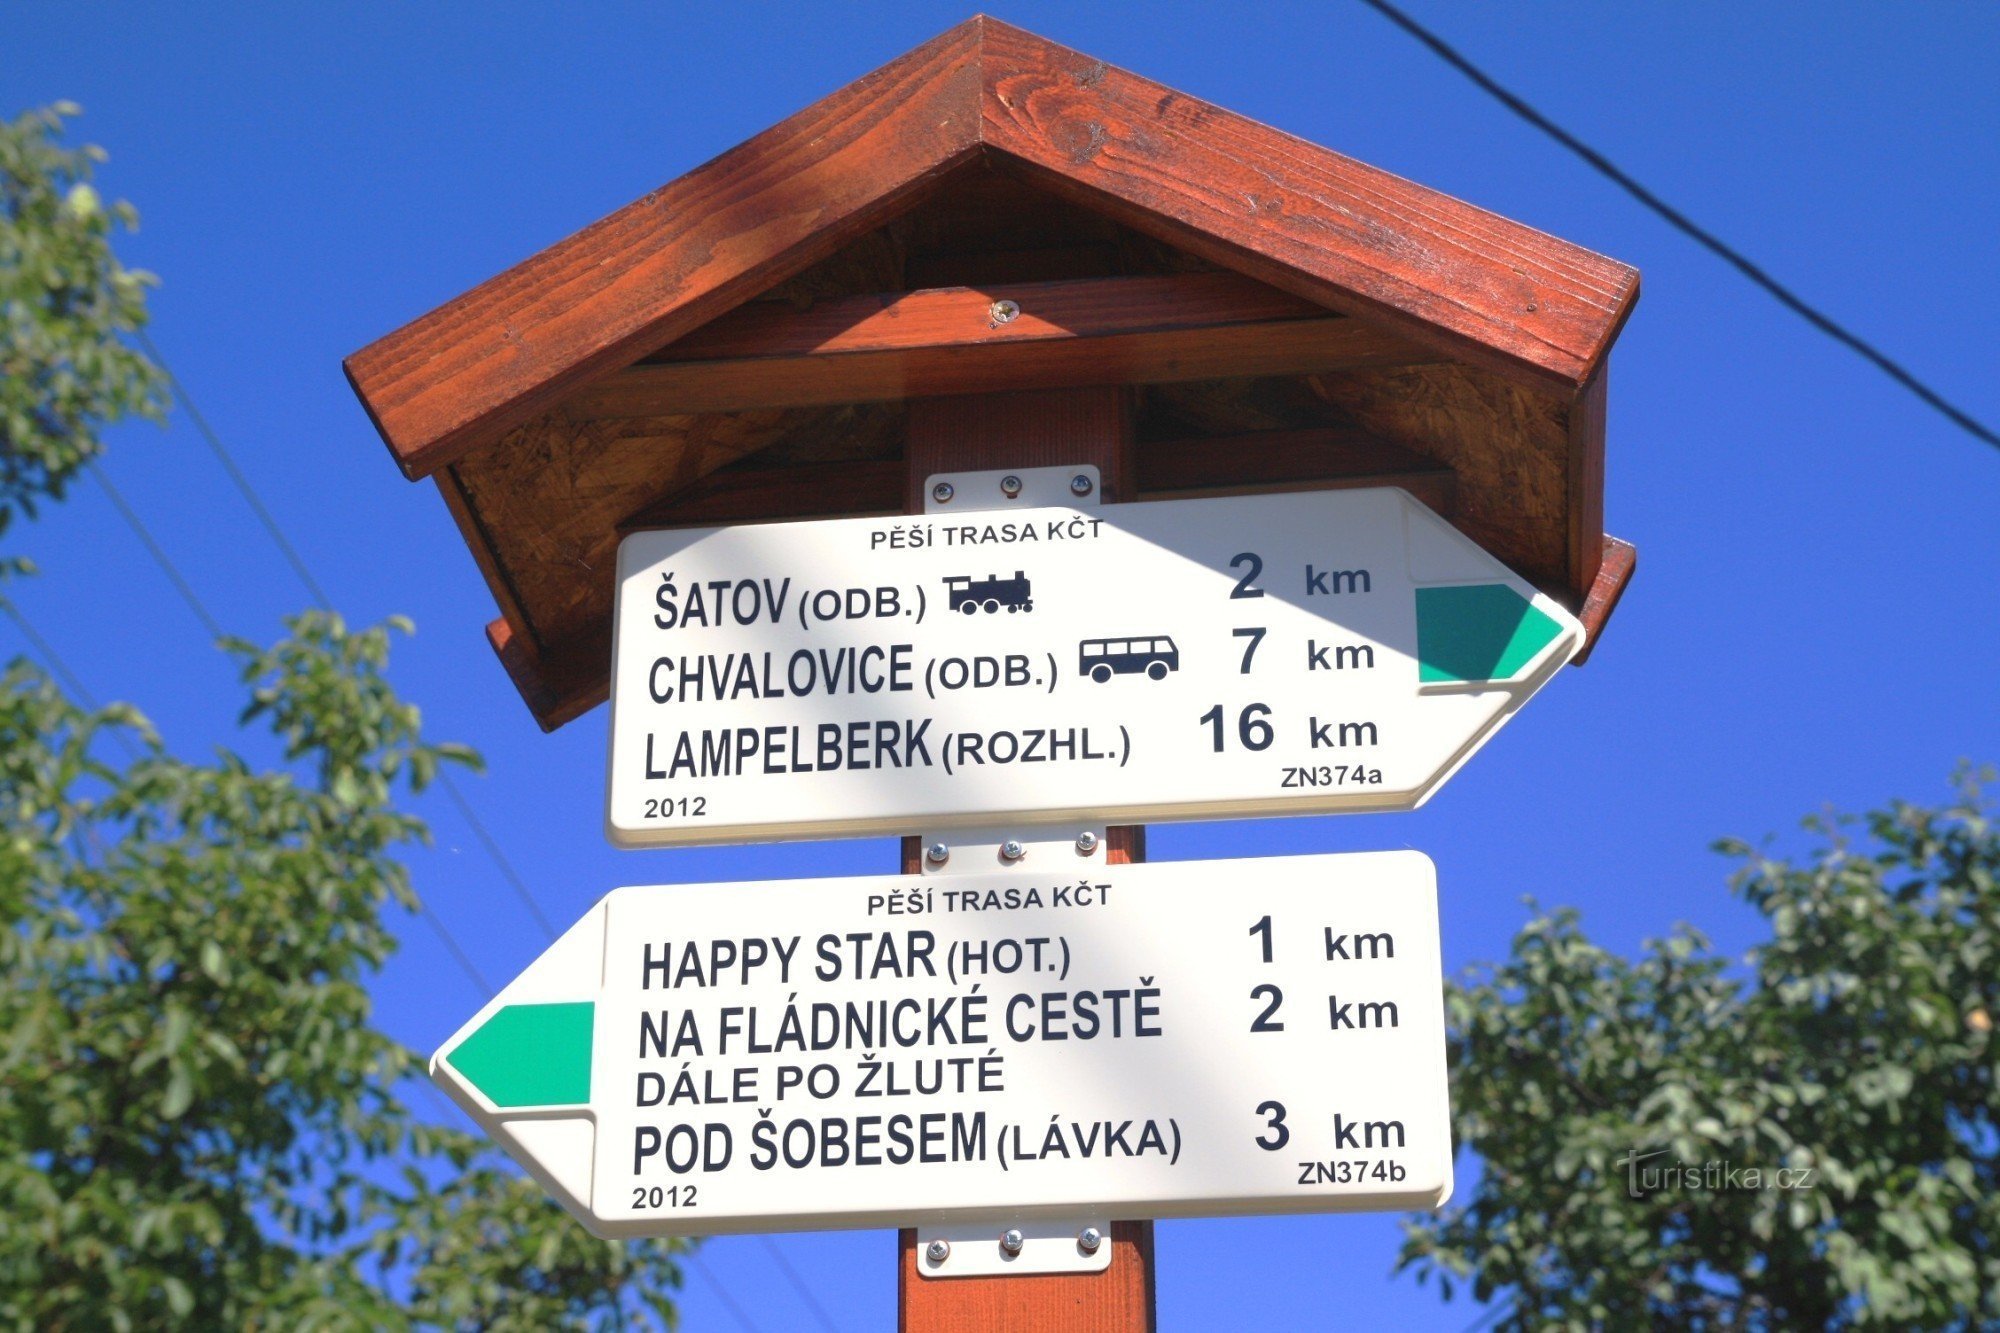 PĚŠÍ TRASA KČT
ŠATOV (ODB.) 2 km
CHVALOVICE (ODB.) 7 km
LAMPELBERK (ROZHL.) 16 km
2012 ZN374a
PĚŠÍ TRASA KČT
HAPPY STAR (HOT.) 1 km
NA FLÁDNICKÉ CESTĚ 2 km
DÁLE PO ŽLUTÉ
POD ŠOBESEM (LÁVKA) 3 km
2012 ZN374b
Turistika.cz